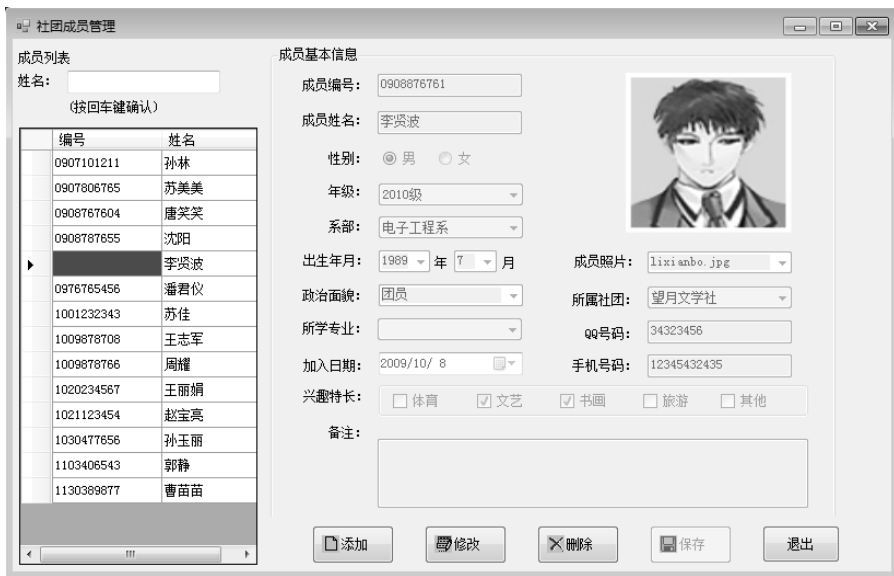 社团成员管理
成员列表
姓名：
(按回车键确认)
编号 姓名
0907101211 孙林
0907806765 苏美美
0908767604 唐笑笑
0908787655 沈阳
李贤波
0976765456 潘君仪
1001232343 苏佳
1009878708 王志军
1009878766 周耀
1020234567 王丽娟
1021123454 赵宝亮
1030477656 孙玉丽
1103406543 郭静
1130389877 曹苗苗
成员基本信息
成员编号： 0908876761
成员姓名： 李贤波
性别： 男 女
年级： 2010级
系部： 电子工程系
出生年月： 1989 年 7 月 成员照片： lixianbo.jpg
政治面貌： 团员 所属社团： 望月文学社
所学专业： QQ号码： 34323456
加入日期： 2009/10/ 8 手机号码： 12345432435
兴趣特长： 体育 文艺 书画 旅游 其他
备注：
添加 修改 删除 保存 退出